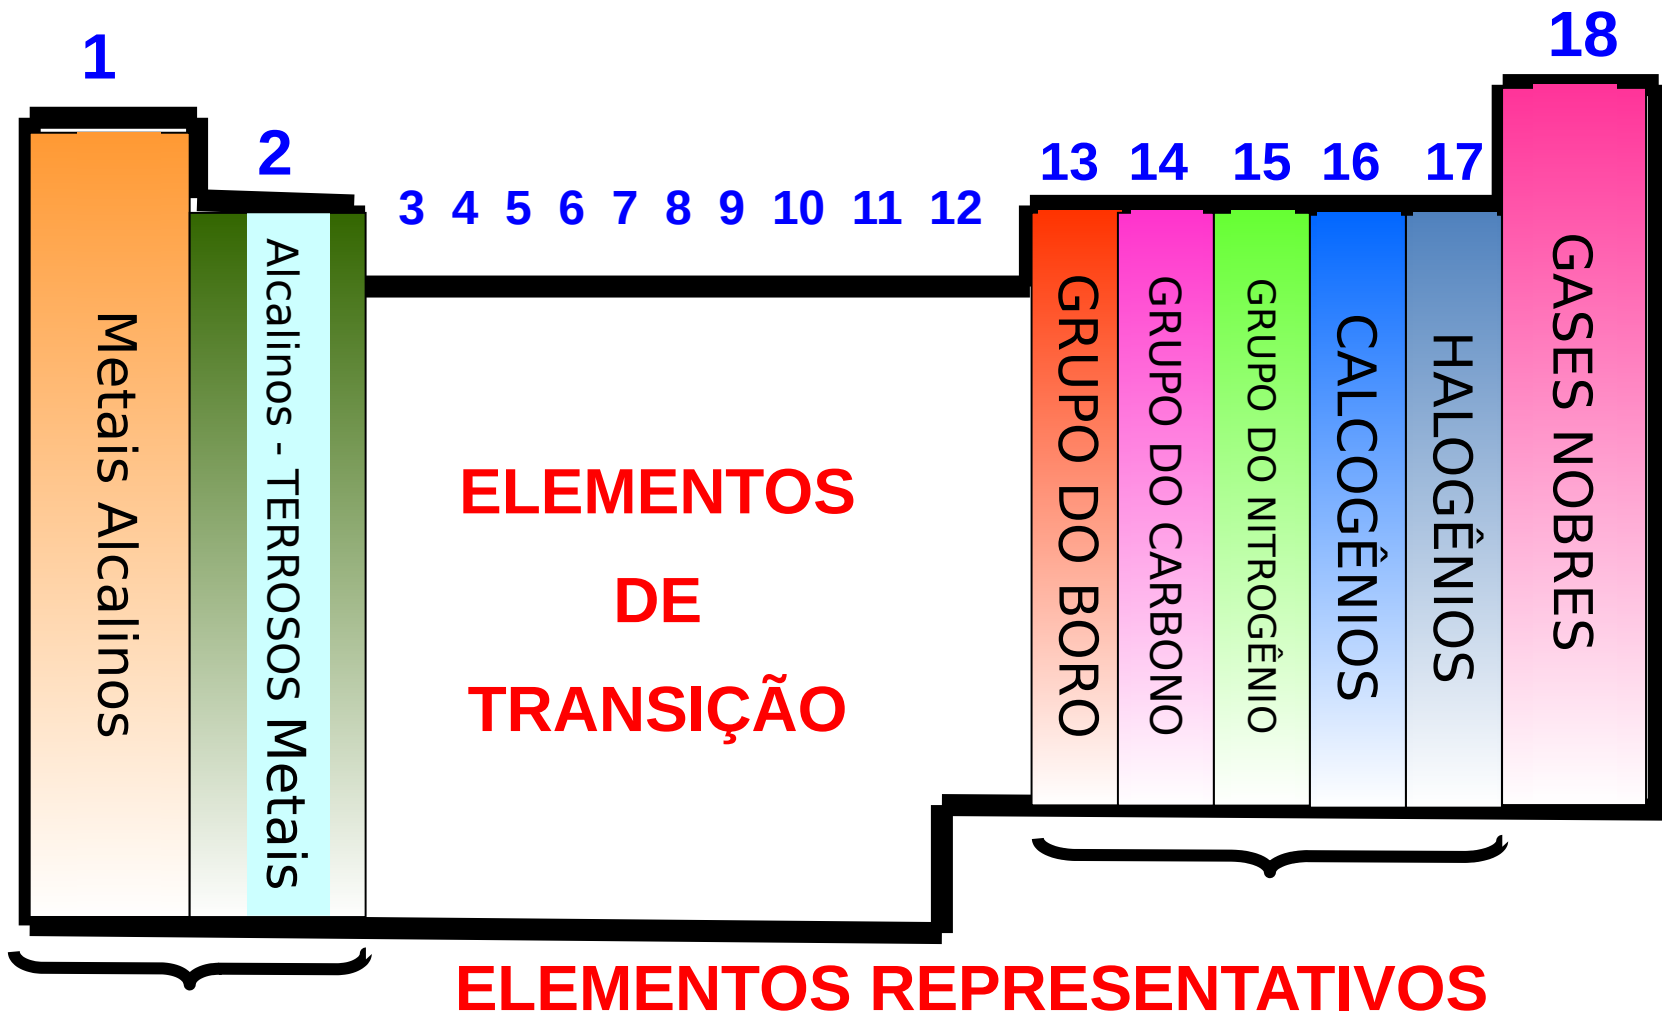 1
2
3 4 5 6 7 8 9 10 11 12
13 14 15 16 17
18
Metais Alcalinos
Alcalinos - TERROSOS Metais
ELEMENTOS
DE
TRANSIÇÃO
GRUPO DO BORO
GRUPO DO CARBONO
GRUPO DO NITROGÊNIO
CALCOGÊNIOS
HALOGÊNIOS
GASES NOBRES
ELEMENTOS REPRESENTATIVOS